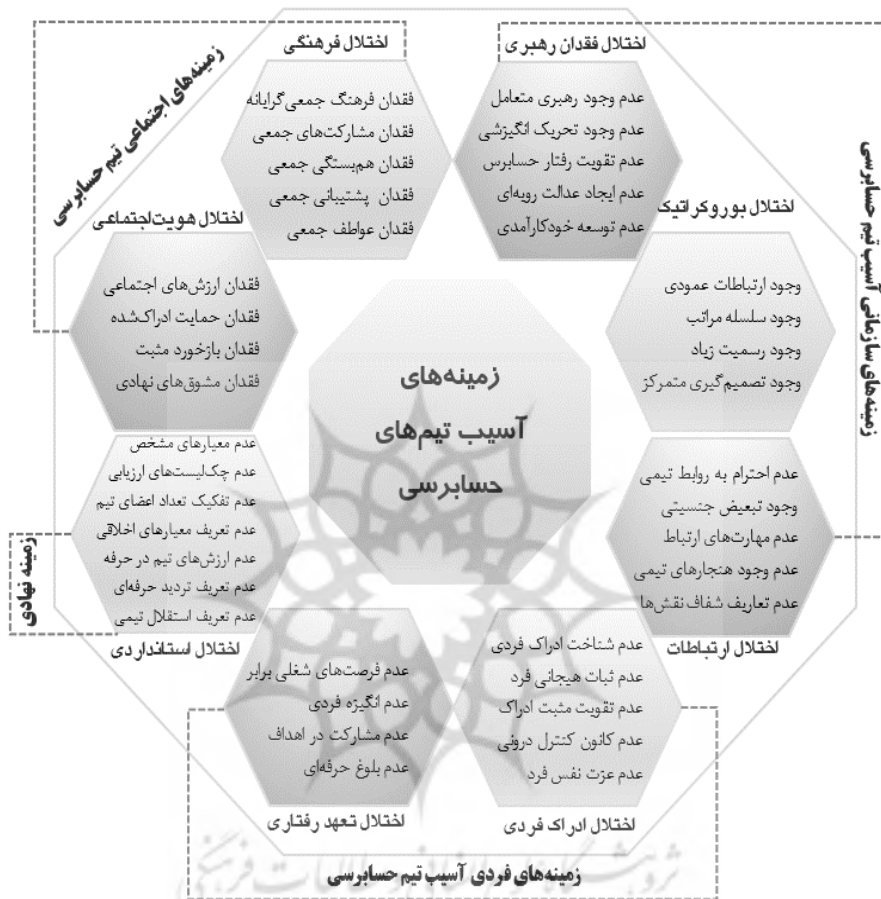 زمینه‌های
آسیب تیم‌های
حسابرسی
زمینه‌های سازمانی آسیب تیم حسابرسی
اختلال فقدان رهبری
عدم وجود رهبری متعامل
عدم وجود تحریک انگیزشی
عدم تقویت رفتار حسابرس
عدم ایجاد عدالت رویه‌ای
عدم توسعه خودکارآمدی
اختلال بوروکراتیک
وجود ارتباطات عمودی
وجود سلسله مراتب
وجود رسمیت زیاد
وجود تصمیم‌گیری متمرکز
عدم احترام به روابط تیمی
وجود تبعیض جنسیتی
عدم مهارت‌های ارتباط
عدم وجود هنجارهای تیمی
عدم تعاریف شفاف نقش‌ها
اختلال ارتباطات
عدم شناخت ادراک فردی
عدم ثبات هیجانی فرد
عدم تقویت مثبت ادراک
عدم کانون کنترل درونی
عدم عزت نفس فرد
اختلال ادراک فردی
عدم فرصت‌های شغلی برابر
عدم انگیزه فردی
عدم مشارکت در اهداف
عدم بلوغ حرفه‌ای
اختلال تعهد رفتاری
زمینه‌های فردی آسیب تیم حسابرسی
عدم معیارهای مشخص
عدم چک‌لیست‌های ارزیابی
عدم تفکیک تعداد اعضای تیم
عدم تعریف معیارهای اخلاقی
عدم ارزش‌های تیم در حرفه
عدم تعریف تردید حرفه‌ای
عدم تعریف استقلال تیمی
اختلال استانداردی
زمینه نهادی
اختلال هویت‌اجتماعی
فقدان ارزش‌های اجتماعی
فقدان حمایت ادراک‌شده
فقدان بازخورد مثبت
فقدان مشوق‌های نهادی
اختلال فرهنگی
فقدان فرهنگ جمعی‌گرایانه
فقدان مشارکت‌های جمعی
فقدان هم‌بستگی جمعی
فقدان پشتیبانی جمعی
فقدان عواطف جمعی
زمینه‌های اجتماعی تیم حسابرسی
پژوهشگاه علوم انسانی و مطالعات فرهنگی